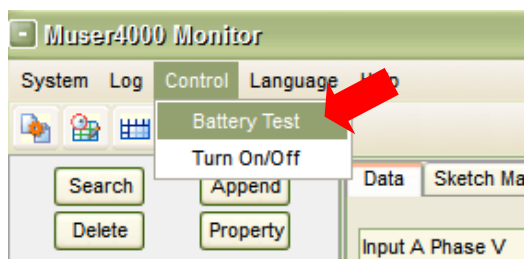 Muser4000 Monitor
System Log Control Language
Battery Test
Turn On/Off
Search Append
Data Sketch Ma
Delete Property
Input A Phase V